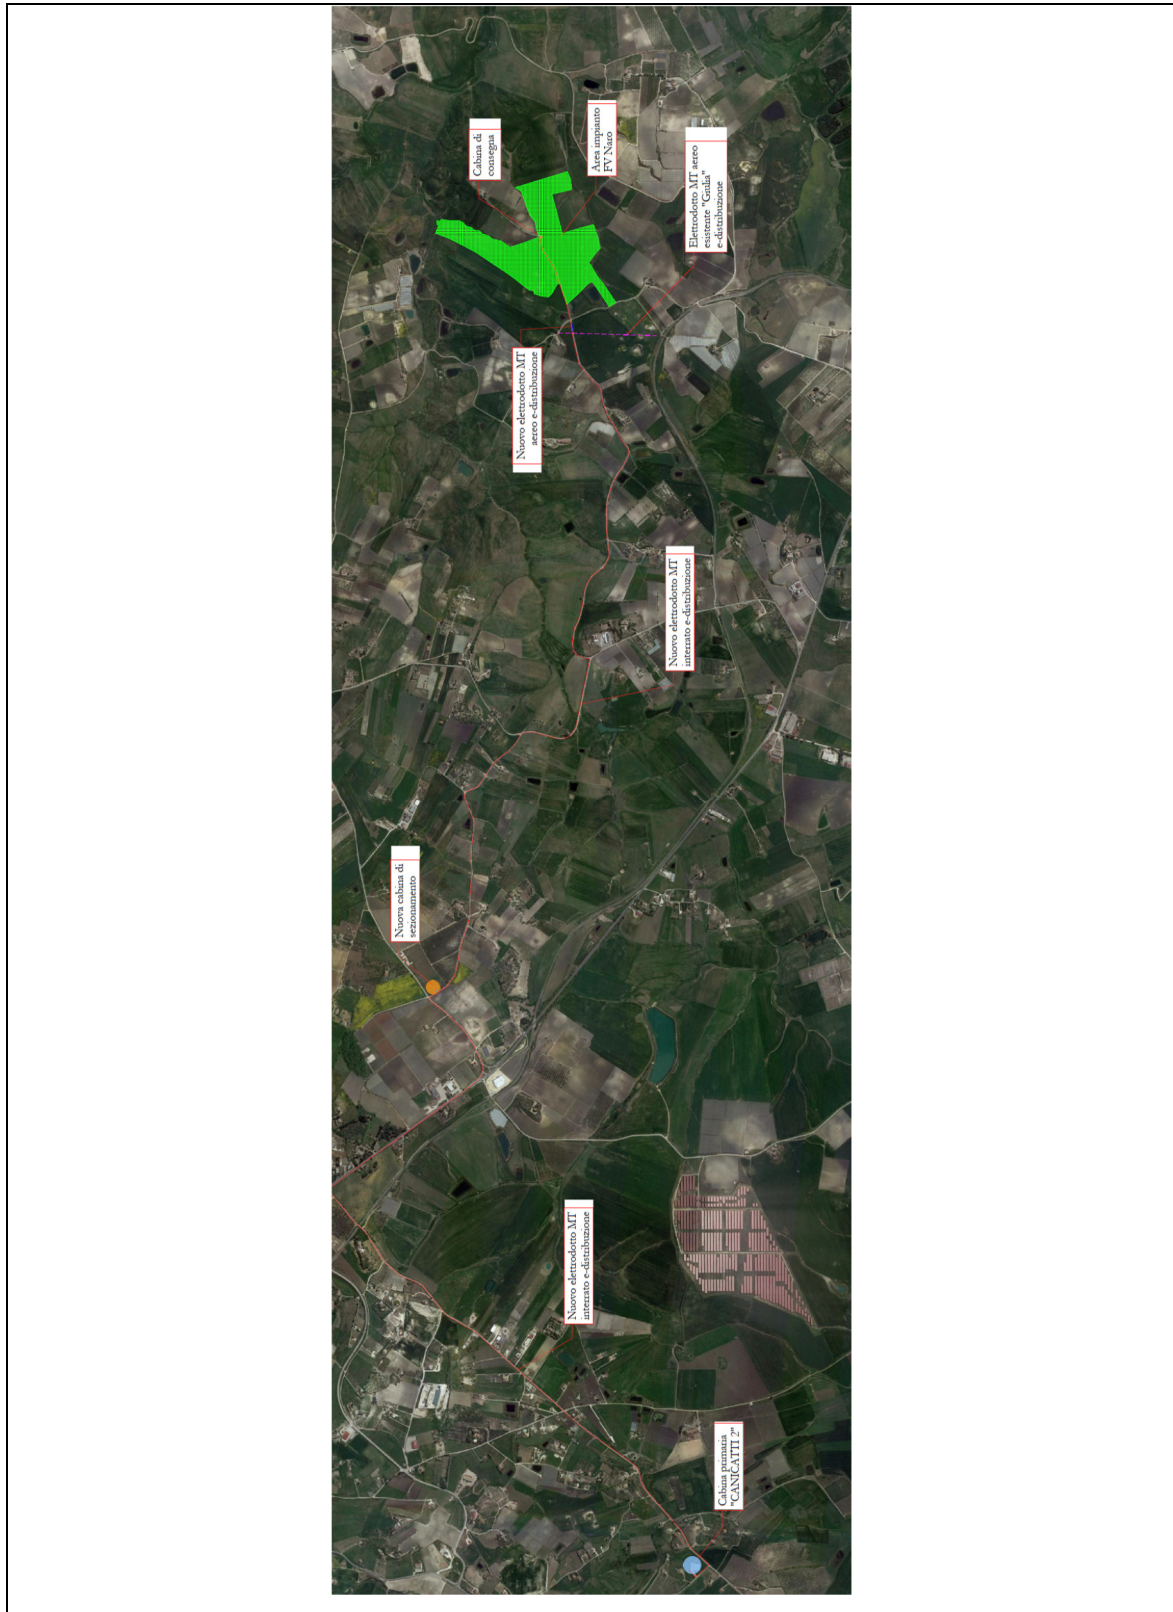 Cabina di
consegna
Area impianto
FV Naro
Elettrodotto MT aereo
esistente "Giulia"
e-distribuzione
Nuovo elettrodotto MT
aereo e-distribuzione
Nuovo elettrodotto MT
interrato e-distribuzione
Nuova cabina di
sezionamento
Nuovo elettrodotto MT
interrato e-distribuzione
Cabina primaria
"CANICATTI 2"